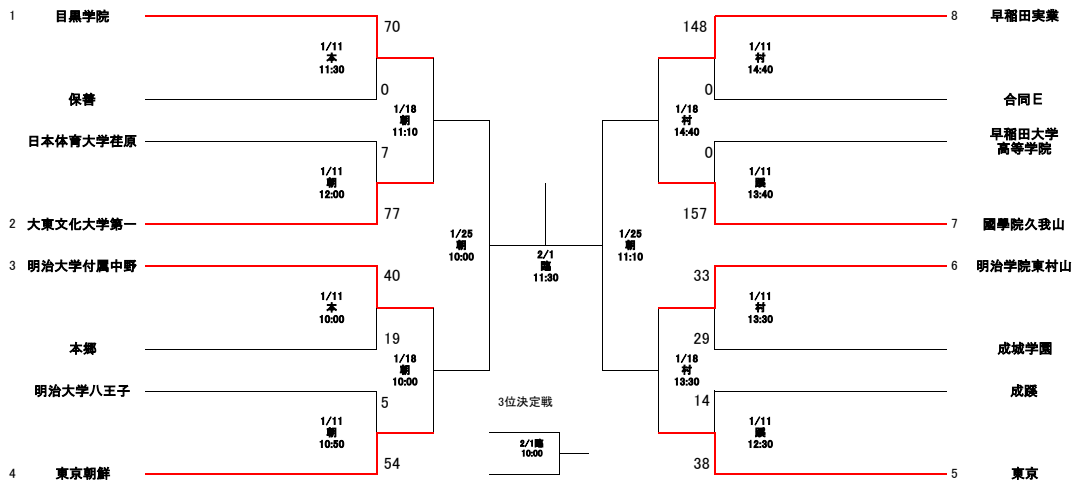 1 目黒学院
70
1/11
本
11:30
0
保善
1/18
朝
11:10
日本体育大学荏原
7
1/11
朝
12:00
77
2 大東文化大学第一
1/25
朝
10:00
3 明治大学付属中野
40
1/11
本
10:00
19
本郷
1/18
朝
10:00
明治大学八王子
5
1/11
朝
10:50
54
4 東京朝鮮
2/1
臨
11:30
3位決定戦
2/1臨
10:00
8 早稲田実業
148
1/11
村
14:40
0
合同E
1/18
村
14:40
早稲田大学
高等学院
0
1/11
蹊
13:40
157
7 國學院久我山
1/25
朝
11:10
6 明治学院東村山
33
1/11
村
13:30
29
成城学園
1/18
村
13:30
成蹊
14
1/11
蹊
12:30
38
5 東京